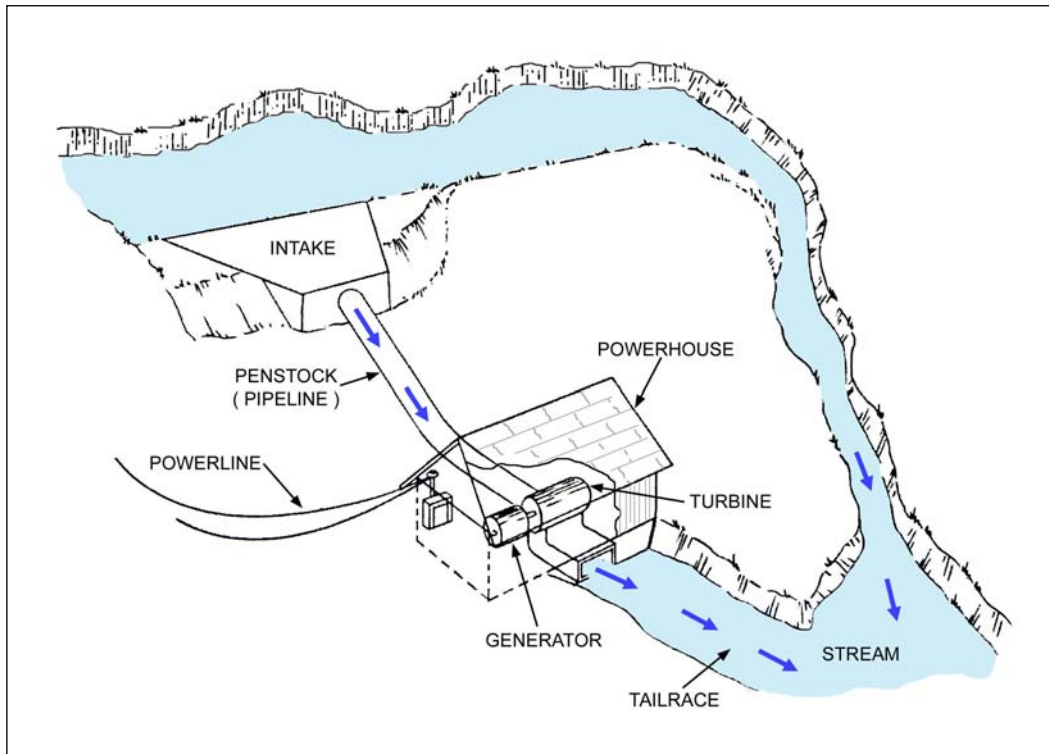 INTAKE
POWERHOUSE
PENSTOCK
( PIPELINE )
POWERLINE
TURBINE
GENERATOR
STREAM
TAILRACE